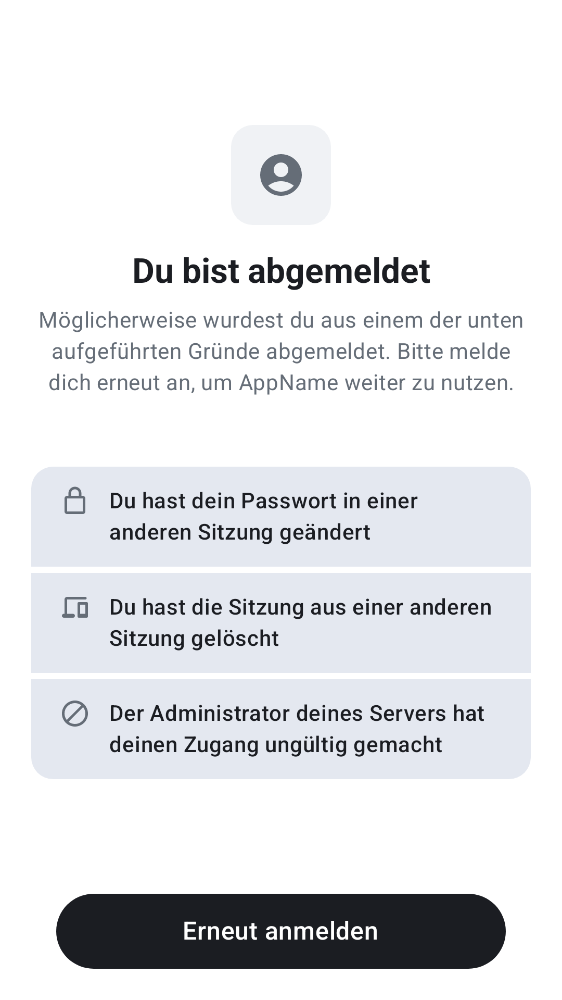 Du bist abgemeldet
Möglicherweise wurdest du aus einem der unten
aufgeführten Gründe abgemeldet. Bitte melde
dich erneut an, um AppName weiter zu nutzen.
Du hast dein Passwort in einer
anderen Sitzung geändert
Du hast die Sitzung aus einer anderen
Sitzung gelöscht
Der Administrator deines Servers hat
deinen Zugang ungültig gemacht
Erneut anmelden